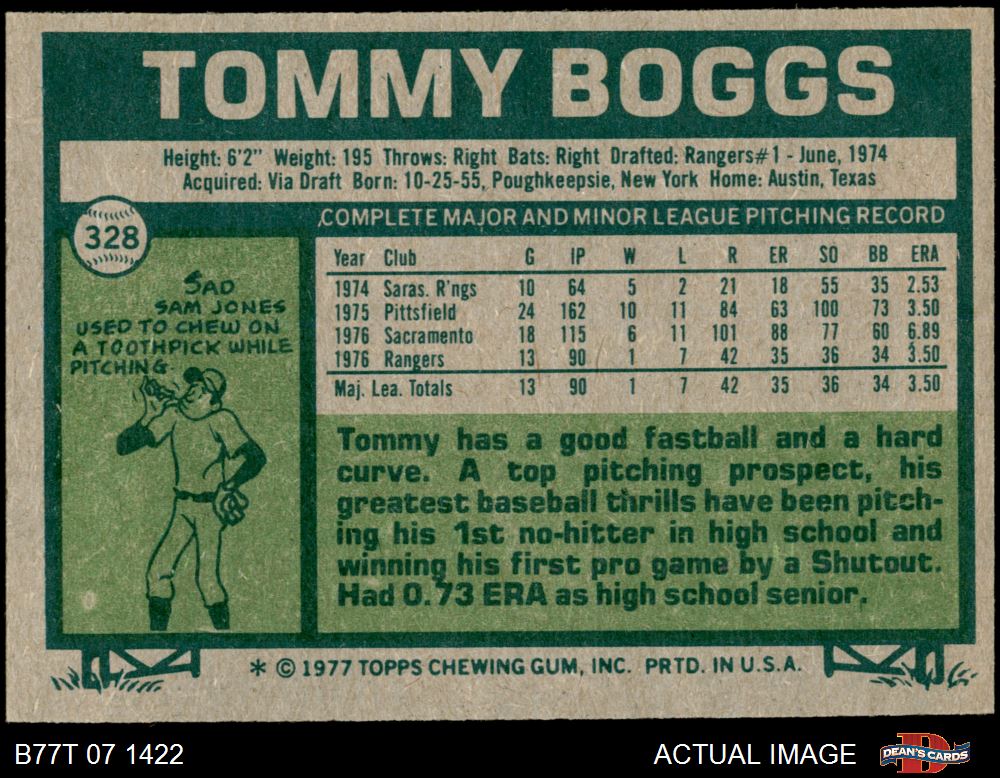 TOMMY BOGGS
Height: 6'2" Weight: 195 Throws: Right Bats: Right Drafted: Rangers#1 - June, 1974
Acquired: Via Draft Born: 10-25-55, Poughkeepsie, New York Home: Austin, Texas
328
COMPLETE MAJOR AND MINOR LEAGUE PITCHING RECORD
Year Club G IP W L R ER SO BB ERA
1974 Saras. R'ngs 10 64 5 2 21 18 55 35 2.53
1975 Pittsfield 24 162 10 11 84 63 100 73 3.50
1976 Sacramento 18 115 6 11 101 88 77 60 6.89
1976 Rangers 13 90 1 7 42 35 36 34 3.50
Maj. Lea. Totals 13 90 1 7 42 35 36 34 3.50
SAD
SAM JONES
USED TO CHEW ON
A TOOTHPICK WHILE
PITCHING
Tommy has a good fastball and a hard
curve. A top pitching prospect, his
greatest baseball thrills have been pitch-
ing his 1st no-hitter in high school and
winning his first pro game by a Shutout.
Had 0.73 ERA as high school senior.
* © 1977 TOPPS CHEWING GUM, INC. PRTD. IN U.S.A.
B77T 07 1422
ACTUAL IMAGE
D
DEAN'S CARDS